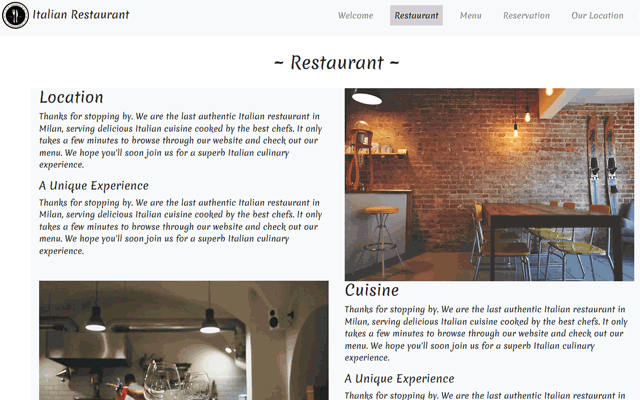 Italian Restaurant
Welcome
Restaurant
Menu
Reservation
Our Location
~ Restaurant ~
Location
Thanks for stopping by. We are the last authentic Italian restaurant in
Milan, serving delicious Italian cuisine cooked by the best chefs. It only
takes a few minutes to browse through our website and check out our
menu. We hope you'll soon join us for a superb Italian culinary
experience.
A Unique Experience
Thanks for stopping by. We are the last authentic Italian restaurant in
Milan, serving delicious Italian cuisine cooked by the best chefs. It only
takes a few minutes to browse through our website and check out our
menu. We hope you'll soon join us for a superb Italian culinary
experience.
Cuisine
Thanks for stopping by. We are the last authentic Italian restaurant in
Milan, serving delicious Italian cuisine cooked by the best chefs. It only
takes a few minutes to browse through our website and check out our
menu. We hope you'll soon join us for a superb Italian culinary
experience.
A Unique Experience
Thanks for stopping by. We are the last authentic Italian restaurant in